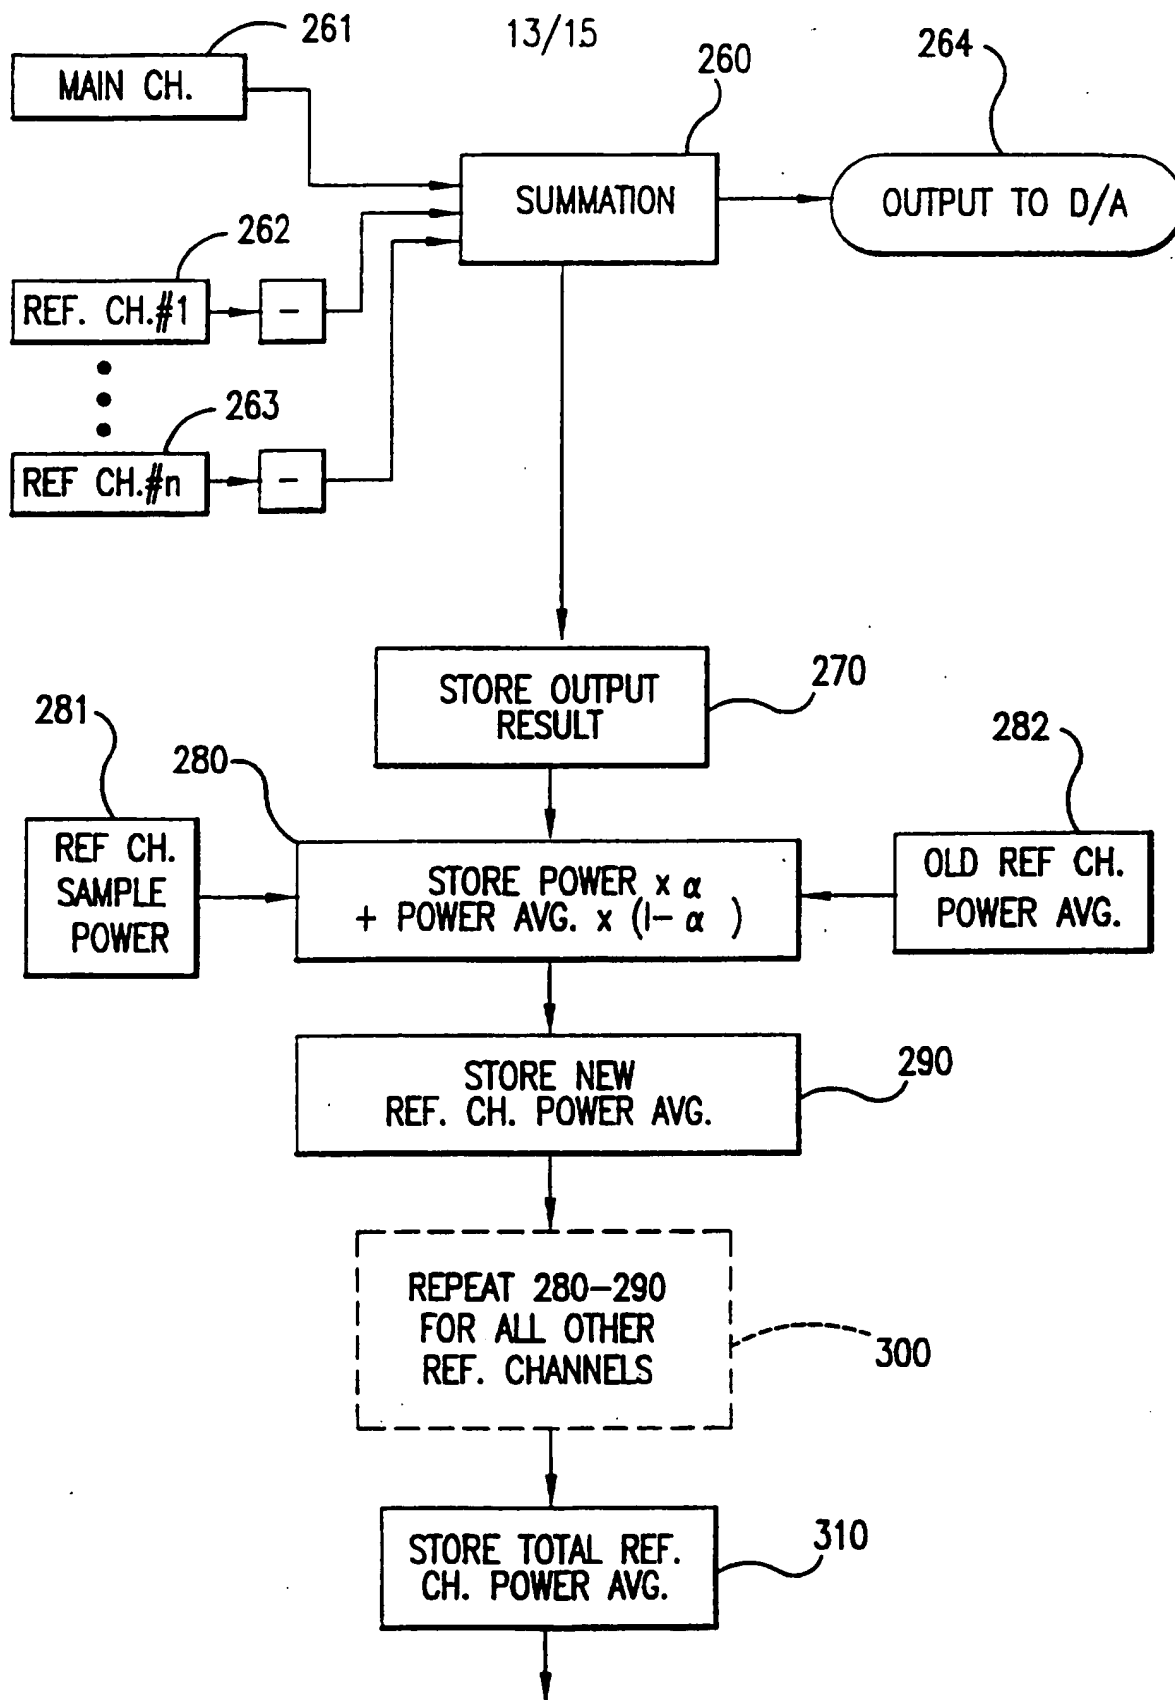 261
13/15
260
264
MAIN CH.
SUMMATION
OUTPUT TO D/A
262
REF. CH.#1
-
263
REF CH.#n
-
STORE OUTPUT
RESULT
270
281
280
282
REF CH.
SAMPLE
POWER
STORE POWER x α
+ POWER AVG. x (1- α )
OLD REF CH.
POWER AVG.
STORE NEW
REF. CH. POWER AVG.
290
REPEAT 280-290
FOR ALL OTHER
REF. CHANNELS
300
STORE TOTAL REF.
CH. POWER AVG.
310